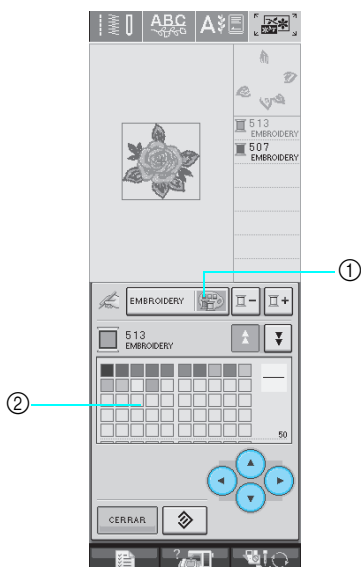 ABC A
513
EMBROIDERY
507
EMBROIDERY
①
EMBROIDERY
513
EMBROIDERY
②
50
CERRAR
?